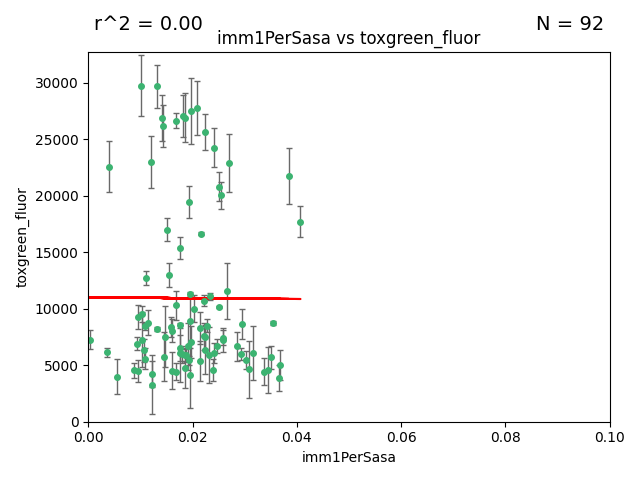 r^2 = 0.00
N = 92
imm1PerSasa vs toxgreen_fluor
toxgreen_fluor
30000
25000
20000
15000
10000
5000
0
0.00 0.02 0.04 0.06 0.08 0.10
imm1PerSasa